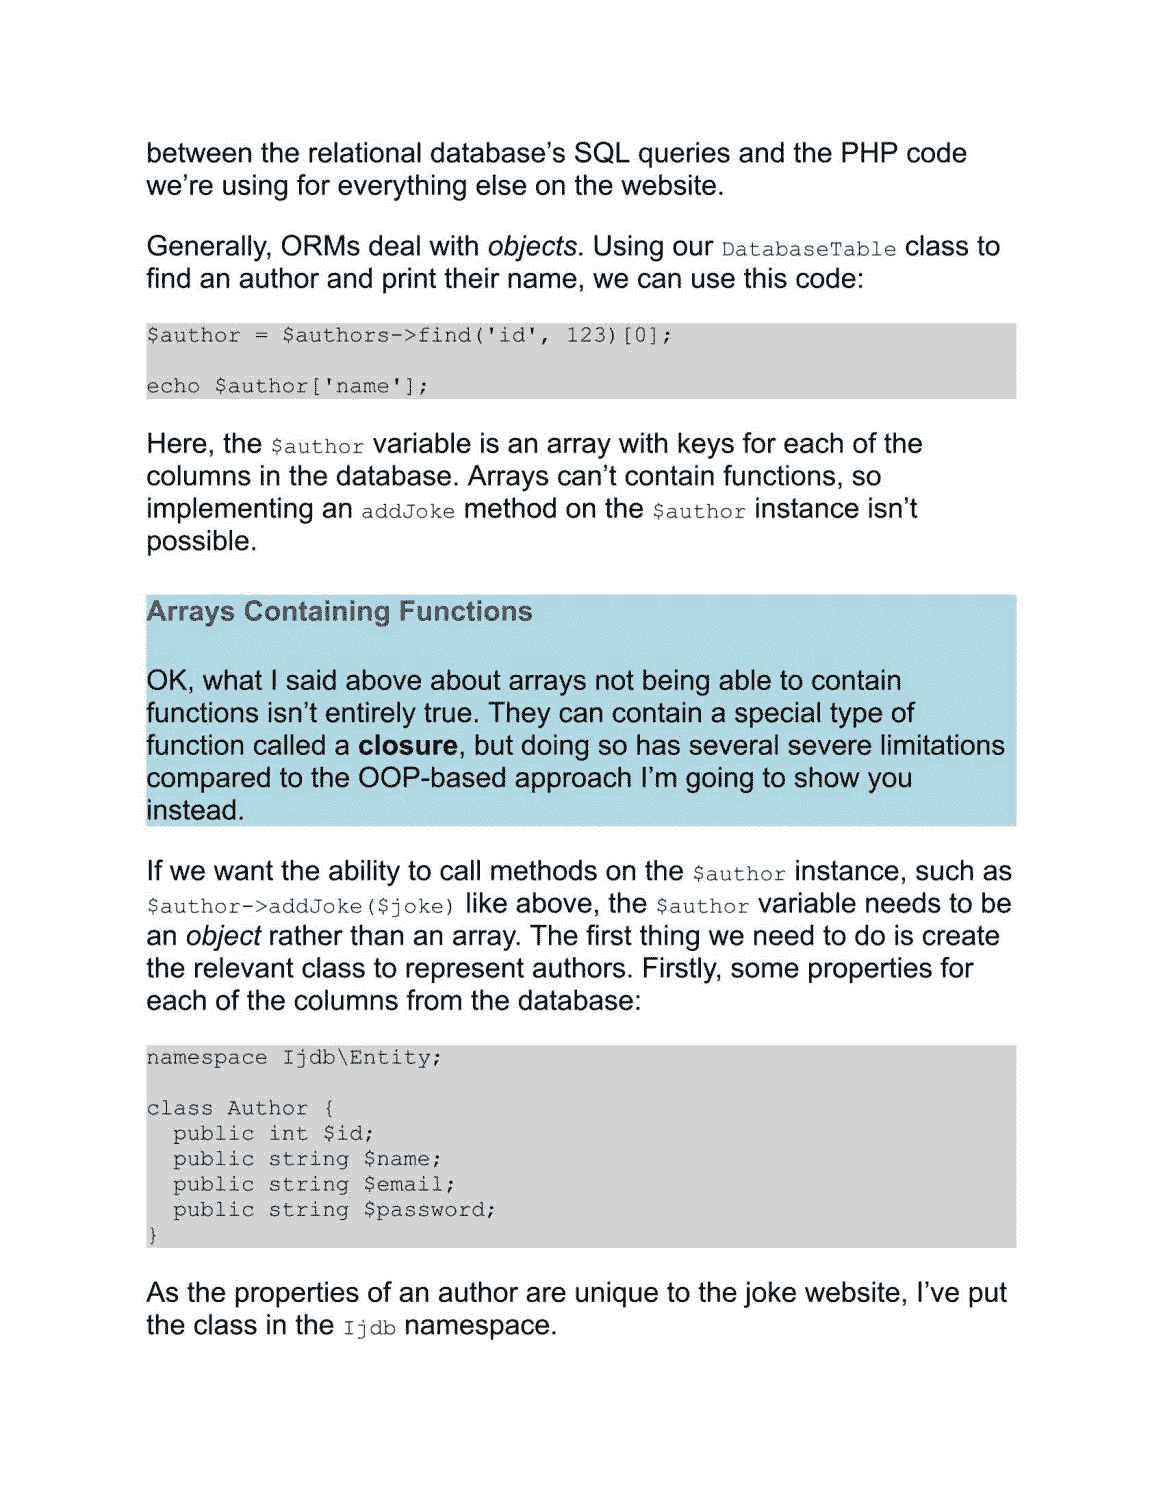 between the relational database’s SQL queries and the PHP code
we’re using for everything else on the website.
Generally, ORMs deal with objects. Using our DatabaseTable class to
find an author and print their name, we can use this code:
$author = $authors->find('id', 123)[0];
echo $author['name'];
Here, the $author variable is an array with keys for each of the
columns in the database. Arrays can’t contain functions, so
implementing an addJoke method on the $author instance isn’t
possible.
Arrays Containing Functions
OK, what I said above about arrays not being able to contain
functions isn’t entirely true. They can contain a special type of
function called a closure, but doing so has several severe limitations
compared to the OOP-based approach I’m going to show you
instead.
If we want the ability to call methods on the $author instance, such as
$author->addJoke($joke) like above, the $author variable needs to be
an object rather than an array. The first thing we need to do is create
the relevant class to represent authors. Firstly, some properties for
each of the columns from the database:
namespace Ijdb\Entity;
class Author {
  public int $id;
  public string $name;
  public string $email;
  public string $password;
}
As the properties of an author are unique to the joke website, I’ve put
the class in the Ijdb namespace.